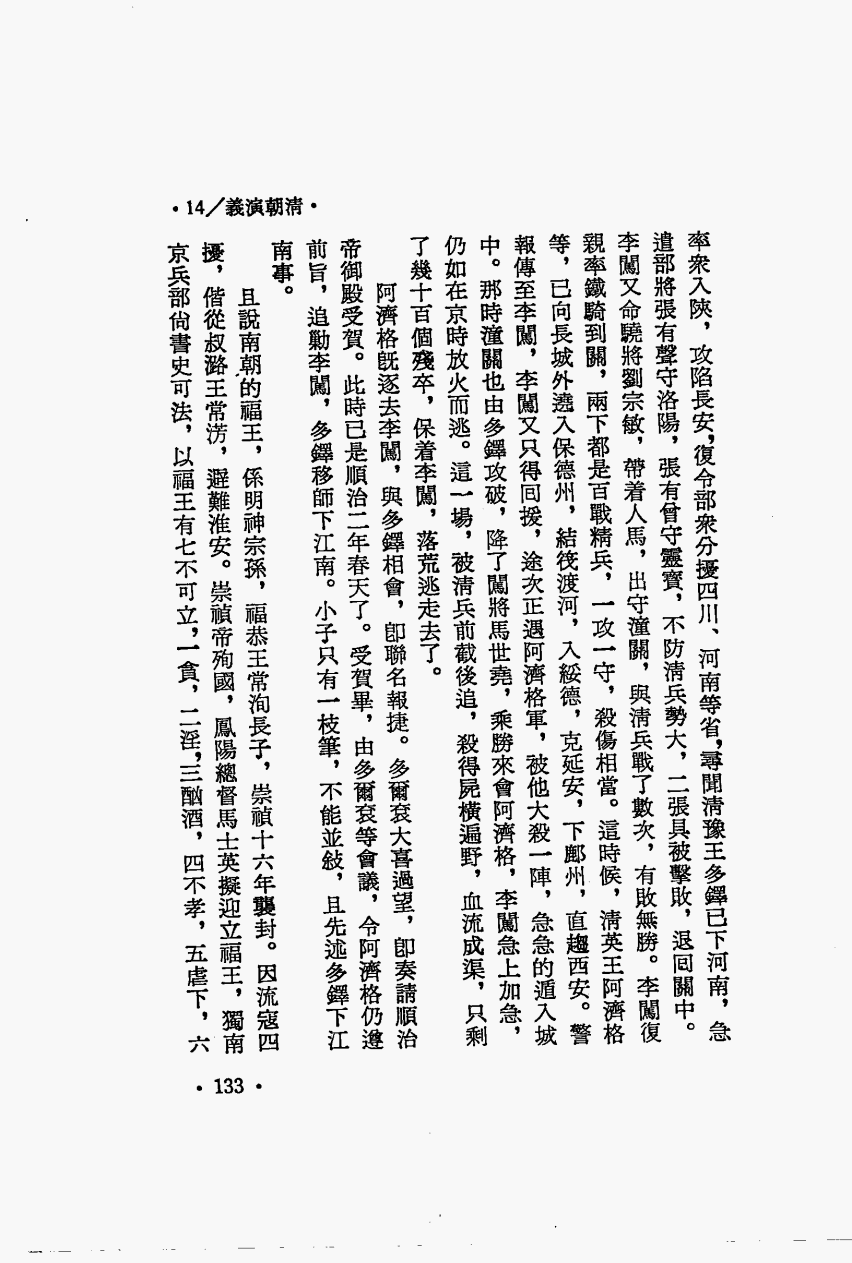 ·14／義演朝淸·
率衆入陝，攻陷長安，復令部衆分擾四川、河南等省，尋聞淸豫王多鐸已下河南，急
遣部將張有聲守洛陽，張有曾守靈寶，不防淸兵勢大，二張具被擊敗，退囘關中。
李闖又命驍將劉宗敏，帶着人馬，出守潼關，與淸兵戰了數次，有敗無勝。李闖復
親率鐵騎到關，兩下都是百戰精兵，一攻一守，殺傷相當。這時候，淸英王阿濟格
等，已向長城外遶入保德州，結筏渡河，入綏德，克延安，下鄜州，直趨西安。警
報傳至李闖，李闖又只得囘援，途次正遇阿濟格軍，被他大殺一陣，急急的遁入城
中。那時潼關也由多鐸攻破，降了闖將馬世堯，乘勝來會阿濟格，李闖急上加急，
仍如在京時放火而逃。這一場，被淸兵前截後追，殺得屍橫遍野，血流成渠，只剩
了幾十百個殘卒，保着李闖，落荒逃走去了。
阿濟格旣逐去李闖，與多鐸相會，卽聯名報捷。多爾袞大喜過望，卽奏請順治
帝御殿受賀。此時已是順治二年春天了。受賀畢，由多爾袞等會議，令阿濟格仍遵
前旨，追勦李闖，多鐸移師下江南。小子只有一枝筆，不能並敍，且先述多鐸下江
南事。
且說南朝的福王，係明神宗孫，福恭王常洵長子，崇禎十六年襲封。因流寇四
擾，偕從叔潞王常淓，避難淮安。崇禎帝殉國，鳳陽總督馬士英擬迎立福王，獨南
京兵部尙書史可法，以福王有七不可立，一貪，二淫，三酗酒，四不孝，五虐下，六
·133·